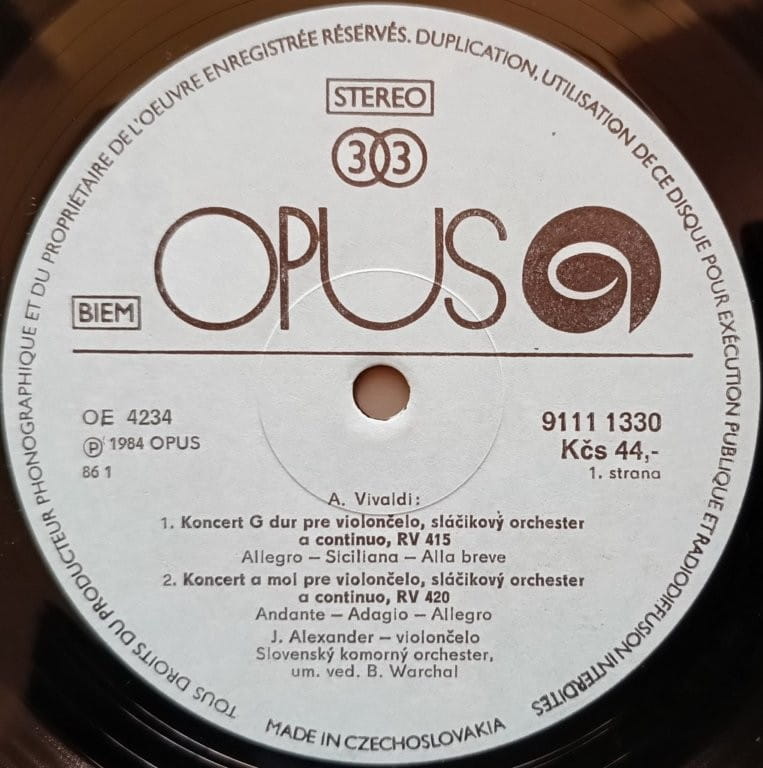 TOUS DROITS DU PRODUCTEUR PHONOGRAPHIQUE ET DU PROPRIÉTAIRE DE L'OEUVRE ENREGISTRÉE RÉSERVÉS. DUPLICATION, UTILISATION DE CE DISQUE POUR EXÉCUTION PUBLIQUE ET RADIODIFFUSION INTERDITES
STEREO
33
OPUS
BIEM
OE 4234
℗ 1984 OPUS
86 1
9111 1330
Kčs 44,-
1. strana
A. Vivaldi:
1. Koncert G dur pre violončelo, sláčikový orchester
a continuo, RV 415
Allegro – Siciliana – Alla breve
2. Koncert a mol pre violončelo, sláčikový orchester
a continuo, RV 420
Andante – Adagio – Allegro
J. Alexander – violončelo
Slovenský komorný orchester,
um. ved. B. Warchal
MADE IN CZECHOSLOVAKIA